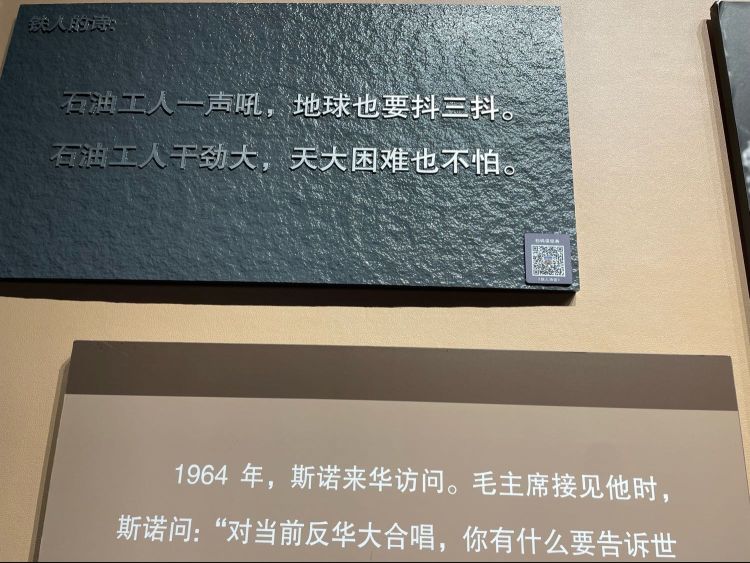 铁人的诗:
石油工人一声吼，地球也要抖三抖。
石油工人干劲大，天大困难也不怕。
1964 年，斯诺来华访问。毛主席接见他时，
斯诺问：“对当前反华大合唱，你有什么要告诉世